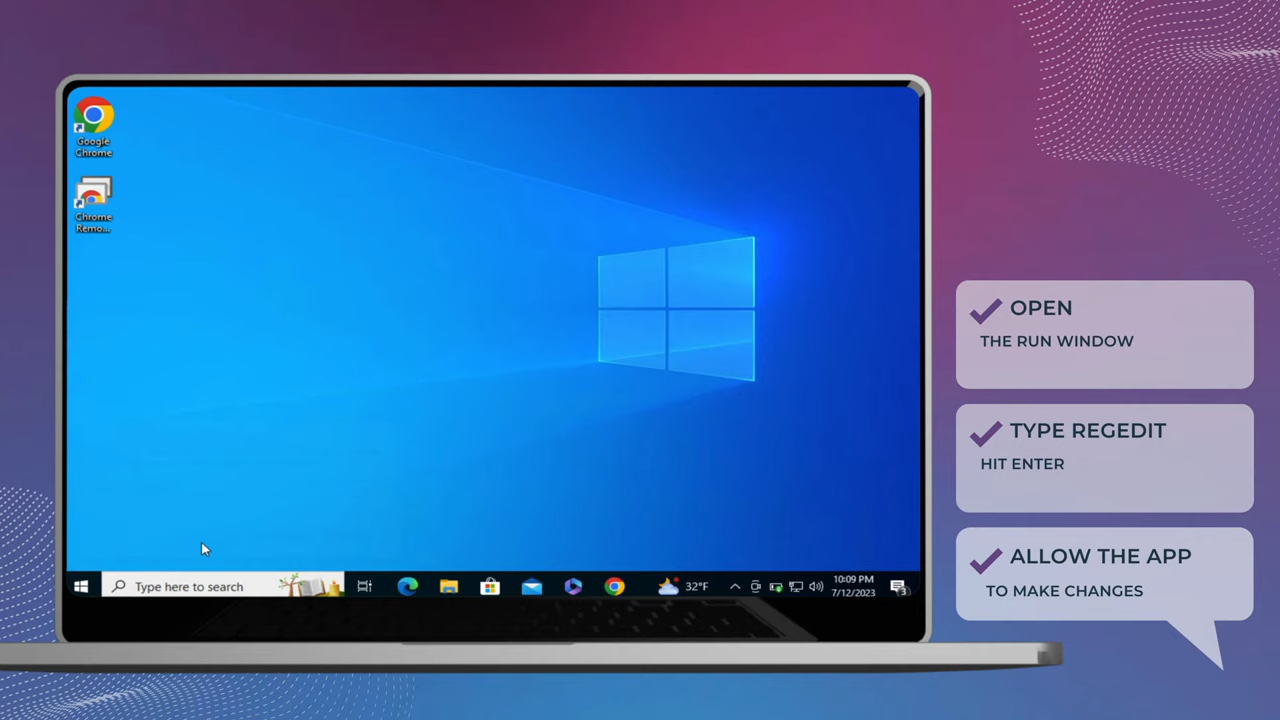 Google
Chrome
Chrome
Remo...
Type here to search
32°F
10:09 PM
7/12/2023
3
OPEN
THE RUN WINDOW
TYPE REGEDIT
HIT ENTER
ALLOW THE APP
TO MAKE CHANGES